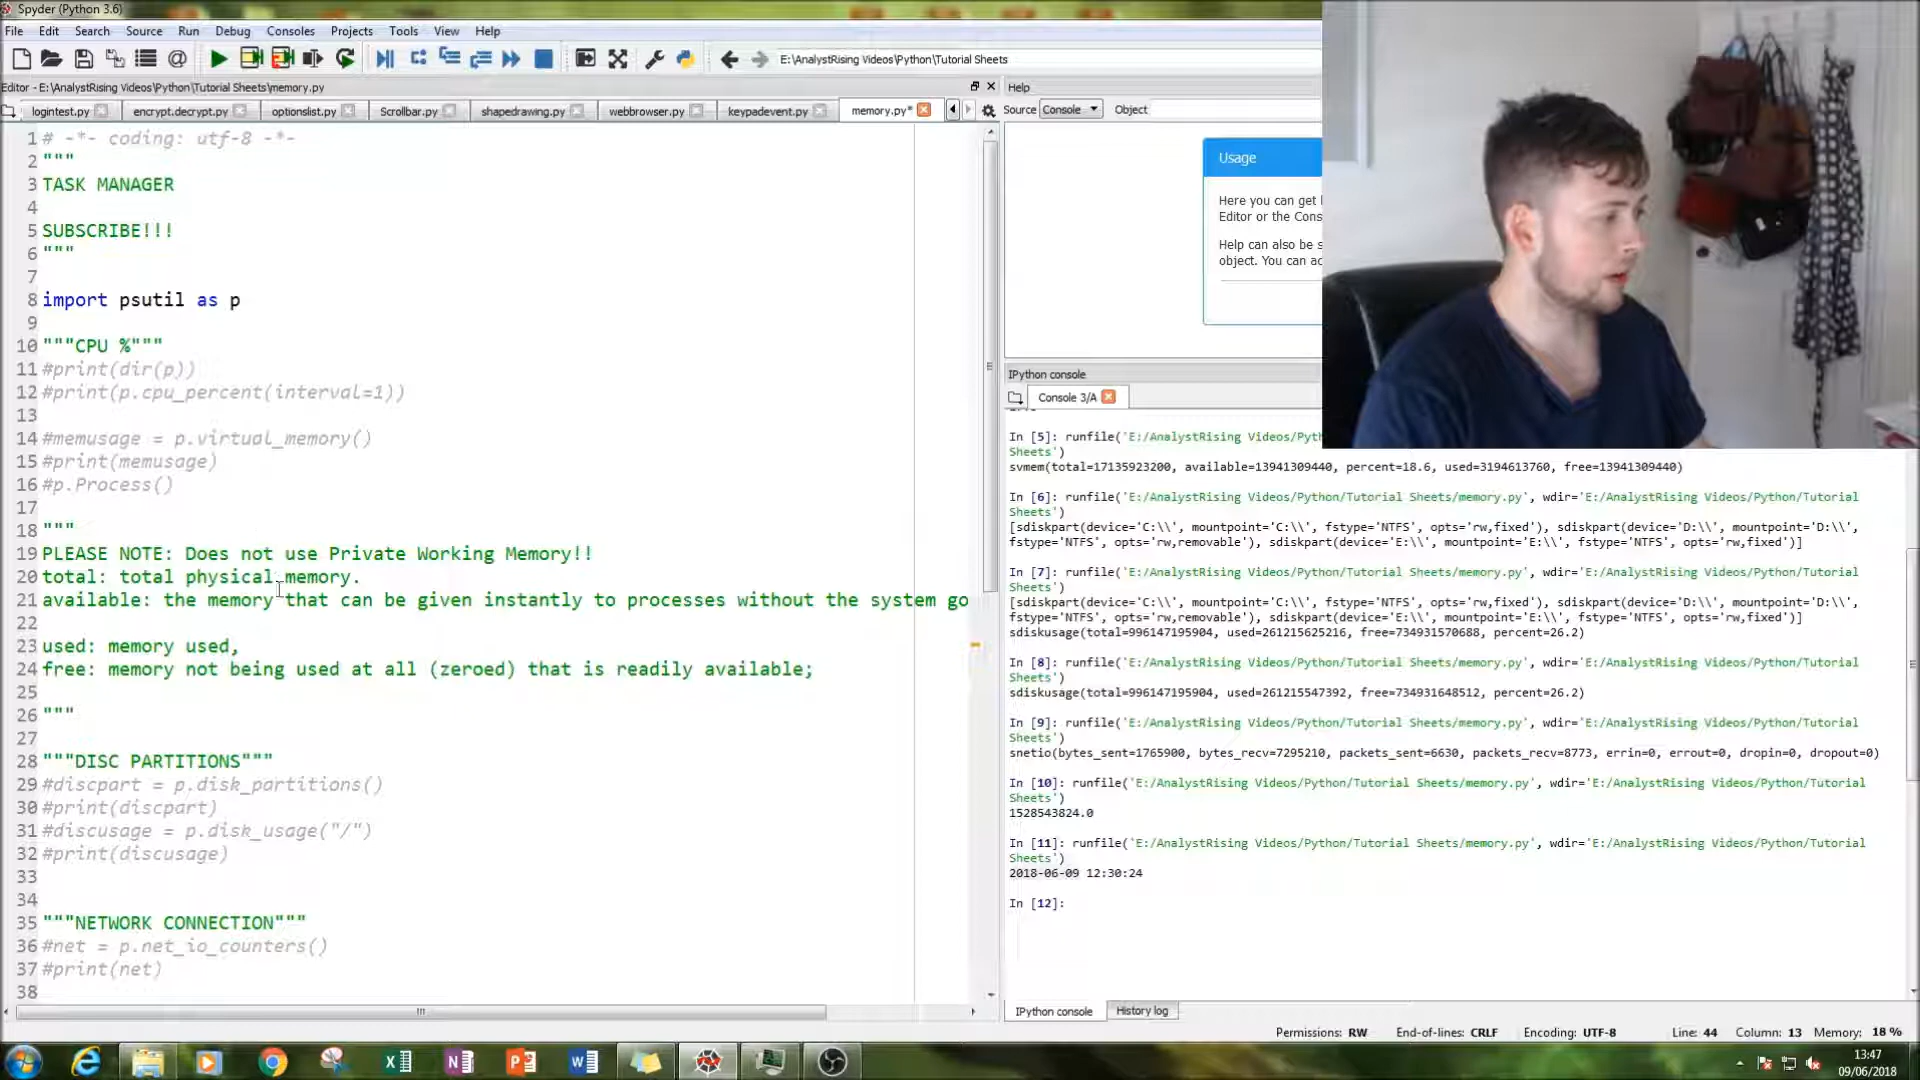 Spyder (Python 3.6)
File Edit Search Source Run Debug Consoles Projects Tools View Help
E:\AnalystRising Videos\Python\Tutorial Sheets
Editor - E:\AnalystRising Videos\Python\Tutorial Sheets\memory.py
logintest.py encrypt.decrypt.py optionslist.py Scrollbar.py shapedrawing.py webbrowser.py keypadevent.py memory.py*
1 # -*- coding: utf-8 -*-
2 """
3 TASK MANAGER
4
5 SUBSCRIBE!!!
6 """
7
8 import psutil as p
9
10 """CPU %"""
11 #print(dir(p))
12 #print(p.cpu_percent(interval=1))
13
14 #memusage = p.virtual_memory()
15 #print(memusage)
16 #p.Process()
17
18 """
19 PLEASE NOTE: Does not use Private Working Memory!!
20 total: total physical memory.
21 available: the memory that can be given instantly to processes without the system go
22
23 used: memory used,
24 free: memory not being used at all (zeroed) that is readily available;
25
26 """
27
28 """DISC PARTITIONS"""
29 #discpart = p.disk_partitions()
30 #print(discpart)
31 #discusage = p.disk_usage("/")
32 #print(discusage)
33
34
35 """NETWORK CONNECTION"""
36 #net = p.net_io_counters()
37 #print(net)
38
Help
Source Console Object
Usage
Here you can get
Editor or the Cons
Help can also be s
object. You can ac
IPython console
Console 3/A
In [5]: runfile('E:/AnalystRising Videos/Pyth
Sheets')
svmem(total=17135923200, available=13941309440, percent=18.6, used=3194613760, free=13941309440)
In [6]: runfile('E:/AnalystRising Videos/Python/Tutorial Sheets/memory.py', wdir='E:/AnalystRising Videos/Python/Tutorial
Sheets')
[sdiskpart(device='C:\\', mountpoint='C:\\', fstype='NTFS', opts='rw,fixed'), sdiskpart(device='D:\\', mountpoint='D:\\',
fstype='NTFS', opts='rw,removable'), sdiskpart(device='E:\\', mountpoint='E:\\', fstype='NTFS', opts='rw,fixed')]
In [7]: runfile('E:/AnalystRising Videos/Python/Tutorial Sheets/memory.py', wdir='E:/AnalystRising Videos/Python/Tutorial
Sheets')
[sdiskpart(device='C:\\', mountpoint='C:\\', fstype='NTFS', opts='rw,fixed'), sdiskpart(device='D:\\', mountpoint='D:\\',
fstype='NTFS', opts='rw,removable'), sdiskpart(device='E:\\', mountpoint='E:\\', fstype='NTFS', opts='rw,fixed')]
sdiskusage(total=996147195904, used=261215625216, free=734931570688, percent=26.2)
In [8]: runfile('E:/AnalystRising Videos/Python/Tutorial Sheets/memory.py', wdir='E:/AnalystRising Videos/Python/Tutorial
Sheets')
sdiskusage(total=996147195904, used=261215547392, free=734931648512, percent=26.2)
In [9]: runfile('E:/AnalystRising Videos/Python/Tutorial Sheets/memory.py', wdir='E:/AnalystRising Videos/Python/Tutorial
Sheets')
snetio(bytes_sent=1765900, bytes_recv=7295210, packets_sent=6630, packets_recv=8773, errin=0, errout=0, dropin=0, dropout=0)
In [10]: runfile('E:/AnalystRising Videos/Python/Tutorial Sheets/memory.py', wdir='E:/AnalystRising Videos/Python/Tutorial
Sheets')
1528543824.0
In [11]: runfile('E:/AnalystRising Videos/Python/Tutorial Sheets/memory.py', wdir='E:/AnalystRising Videos/Python/Tutorial
Sheets')
2018-06-09 12:30:24
In [12]:
IPython console History log
Permissions: RW End-of-lines: CRLF Encoding: UTF-8 Line: 44 Column: 13 Memory: 18 %
13:47
09/06/2018